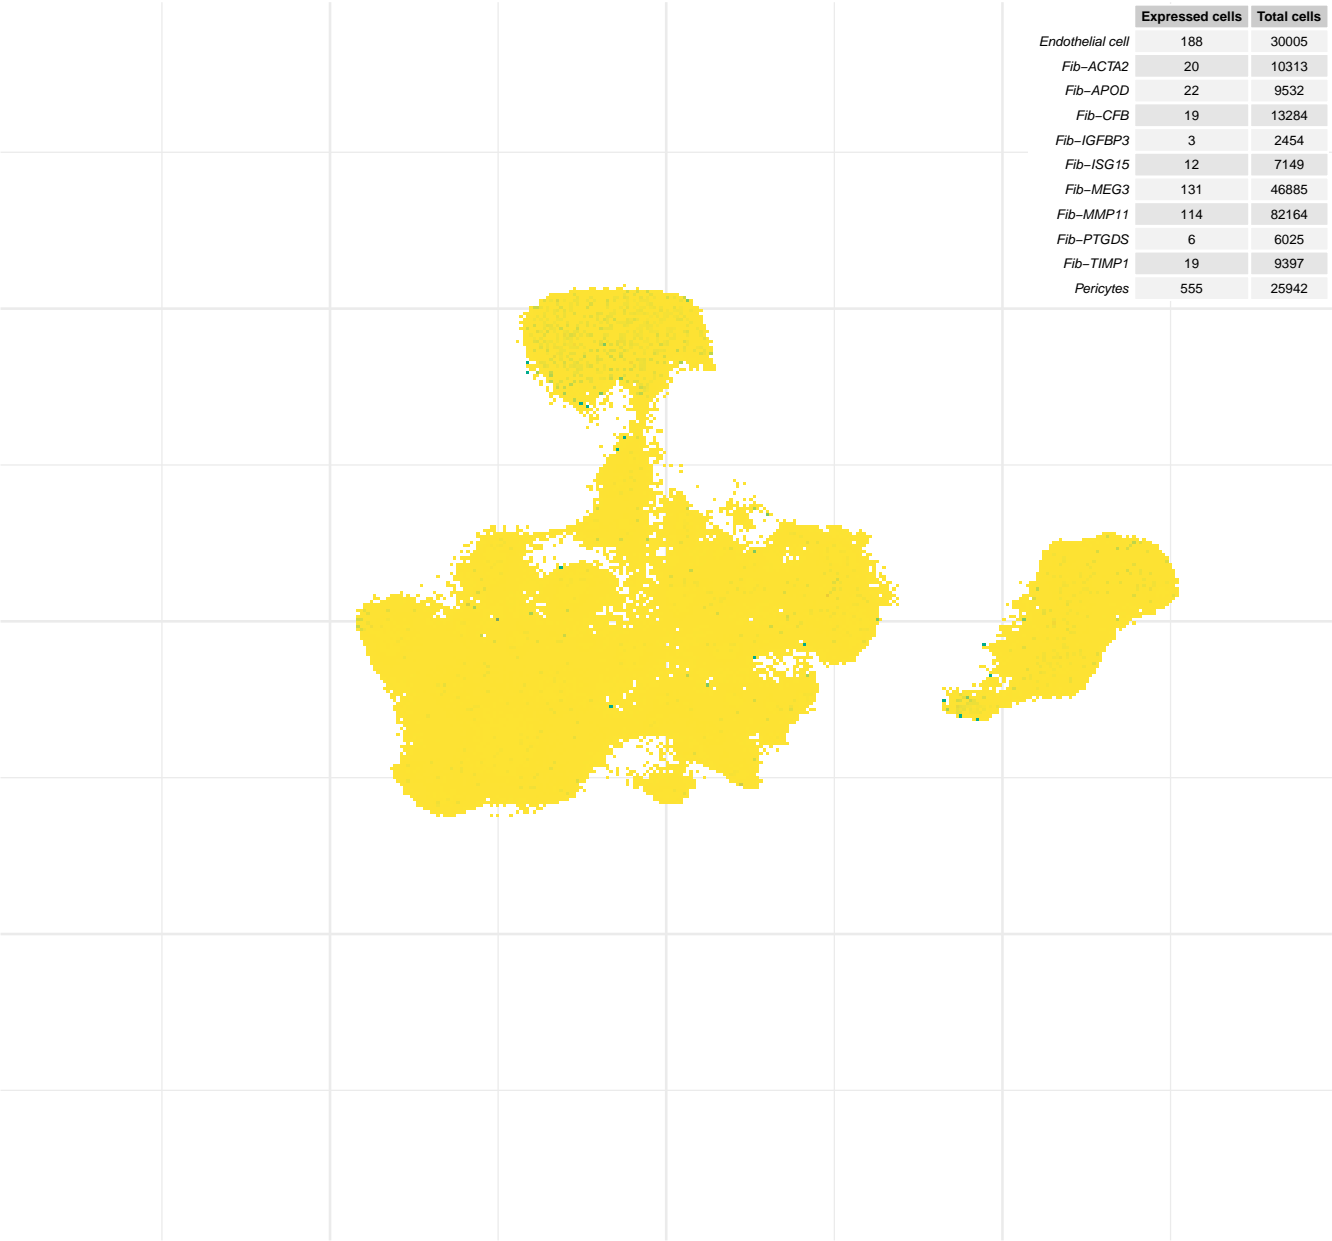 Expressed cells Total cells
Endothelial cell 188 30005
Fib−ACTA2 20 10313
Fib−APOD 22 9532
Fib−CFB 19 13284
Fib−IGFBP3 3 2454
Fib−ISG15 12 7149
Fib−MEG3 131 46885
Fib−MMP11 114 82164
Fib−PTGDS 6 6025
Fib−TIMP1 19 9397
Pericytes 555 25942